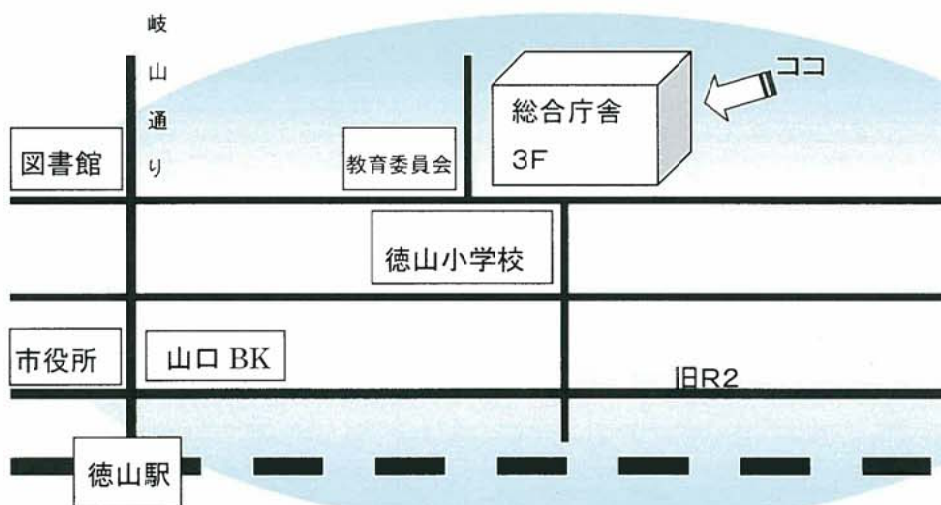 岐山通り
ココ
総合庁舎
3F
図書館
教育委員会
徳山小学校
市役所
山口 BK
旧R2
徳山駅